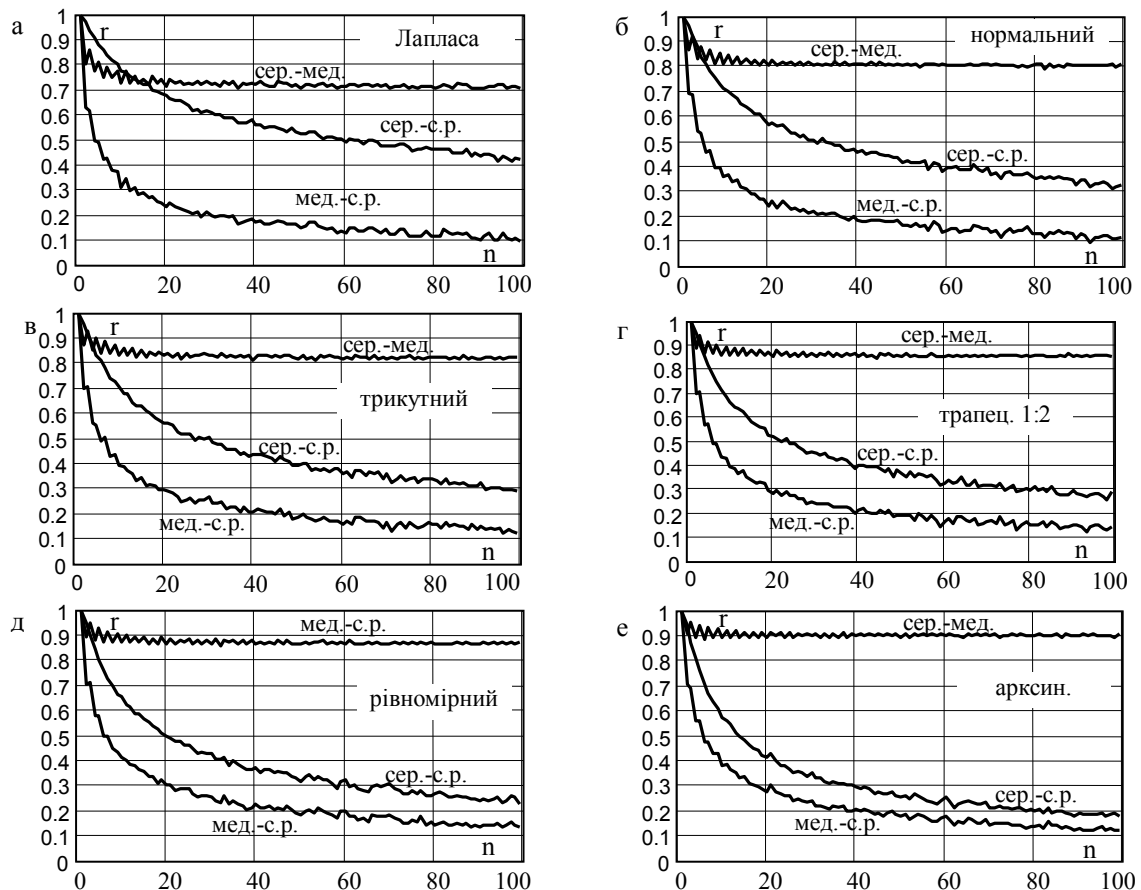 а
1
0.9
0.8
0.7
0.6
0.5
0.4
0.3
0.2
0.1
0
r
Лапласа
сер.-мед.
сер.-с.р.
мед.-с.р.
n
0 20 40 60 80 100
б
1
0.9
0.8
0.7
0.6
0.5
0.4
0.3
0.2
0.1
0
r
нормальний
сер.-мед.
сер.-с.р.
мед.-с.р.
n
0 20 40 60 80 100
в
1
0.9
0.8
0.7
0.6
0.5
0.4
0.3
0.2
0.1
0
r
сер.-мед.
трикутний
сер.-с.р.
мед.-с.р.
n
0 20 40 60 80 100
г
1
0.9
0.8
0.7
0.6
0.5
0.4
0.3
0.2
0.1
0
r
сер.-мед.
трапец. 1:2
сер.-с.р.
мед.-с.р.
n
0 20 40 60 80 100
д
1
0.9
0.8
0.7
0.6
0.5
0.4
0.3
0.2
0.1
0
r
мед.-с.р.
рівномірний
сер.-с.р.
мед.-с.р.
n
0 20 40 60 80 100
е
1
0.9
0.8
0.7
0.6
0.5
0.4
0.3
0.2
0.1
0
r
сер.-мед.
арксин.
сер.-с.р.
мед.-с.р.
n
0 20 40 60 80 100